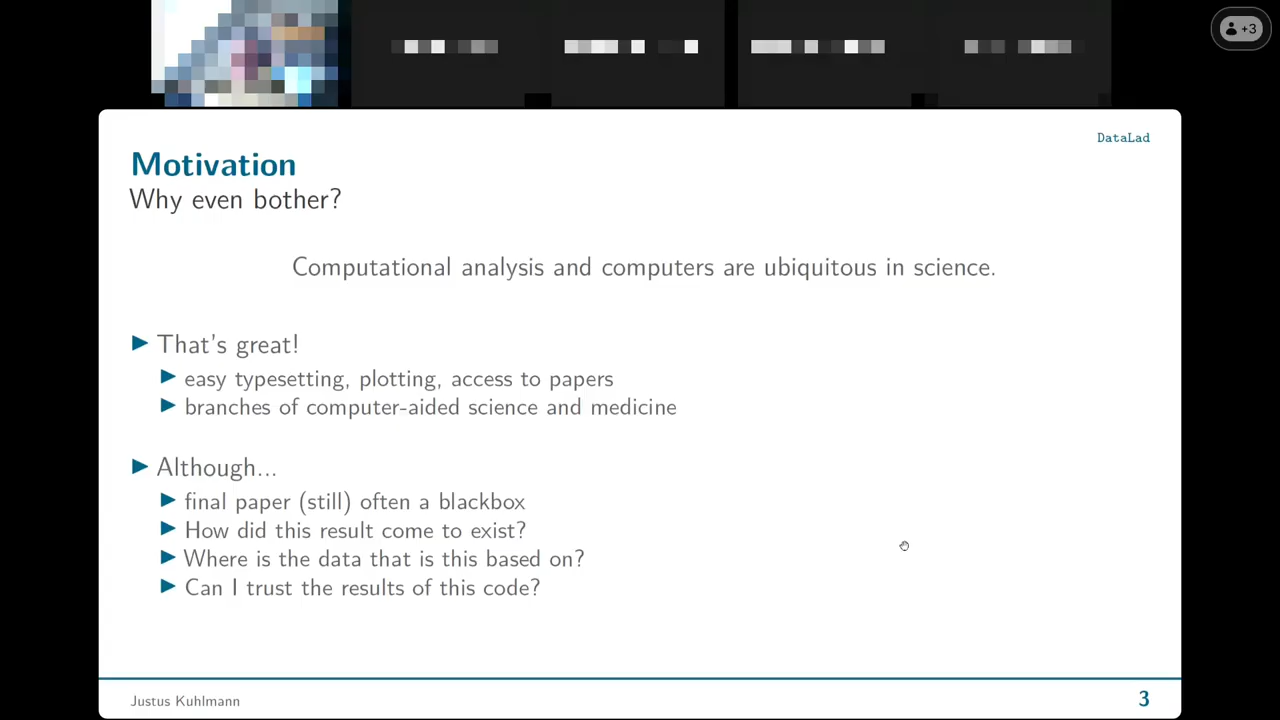 +3
DataLad
Motivation
Why even bother?
Computational analysis and computers are ubiquitous in science.
That's great!
easy typesetting, plotting, access to papers
branches of computer-aided science and medicine
Although...
final paper (still) often a blackbox
How did this result come to exist?
Where is the data that is this based on?
Can I trust the results of this code?
Justus Kuhlmann
3